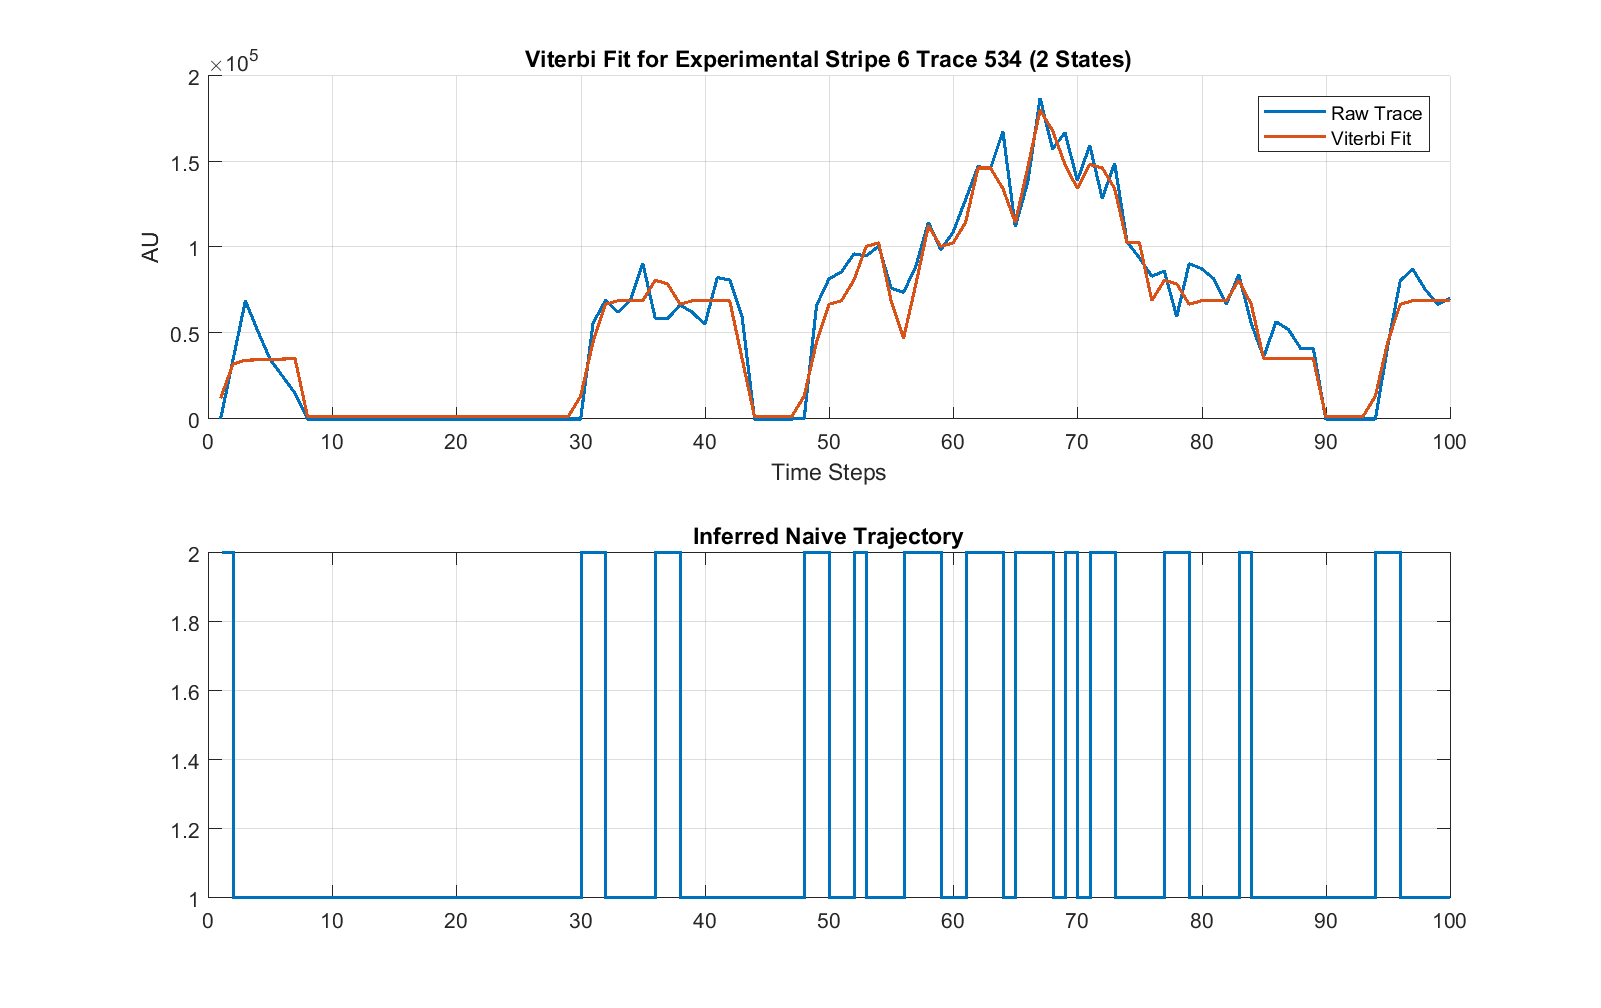 Viterbi Fit for Experimental Stripe 6 Trace 534 (2 States)
×10^5
2
1.5
1
0.5
0
AU
Raw Trace
Viterbi Fit
0 10 20 30 40 50 60 70 80 90 100
Time Steps
Inferred Naive Trajectory
2
1.8
1.6
1.4
1.2
1
0 10 20 30 40 50 60 70 80 90 100